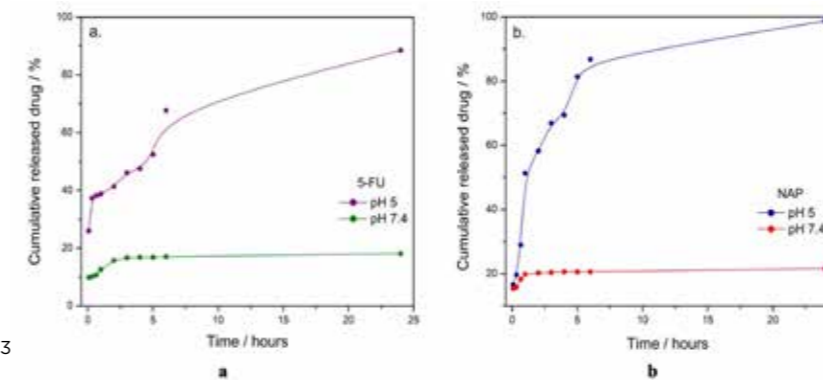 a.
Cumulative released drug / %
100
80
60
40
20
0
5-FU
pH 5
pH 7.4
0
5
10
15
20
25
Time / hours
a
b.
Cumulative released drug / %
100
80
60
40
20
NAP
pH 5
pH 7.4
0
5
10
15
20
Time / hours
b
3